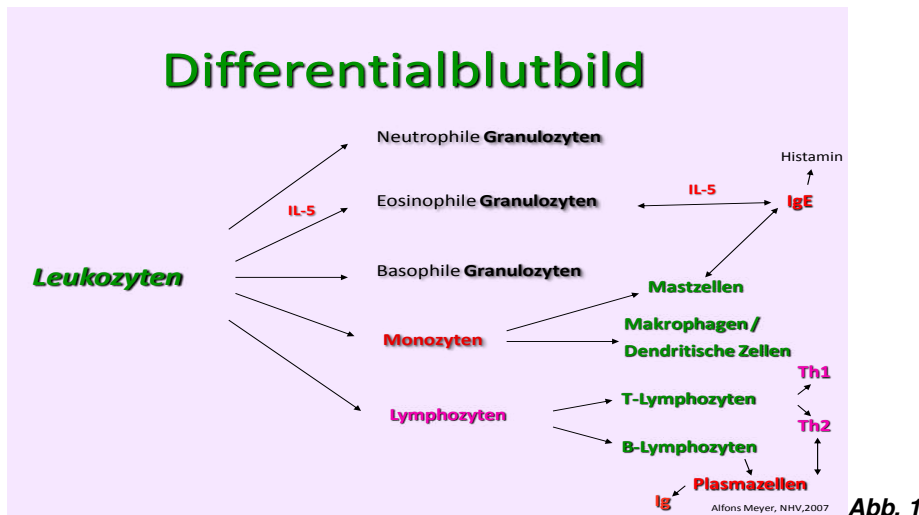 Differentialblutbild
Neutrophile Granulozyten
Histamin
IL-5
Eosinophile Granulozyten
IL-5
IgE
Leukozyten
Basophile Granulozyten
Mastzellen
Monozyten
Makrophagen /
Dendritische Zellen
Th1
Lymphozyten
T-Lymphozyten
Th2
B-Lymphozyten
Plasmazellen
Ig
Alfons Meyer, NHV,2007
Abb. 1